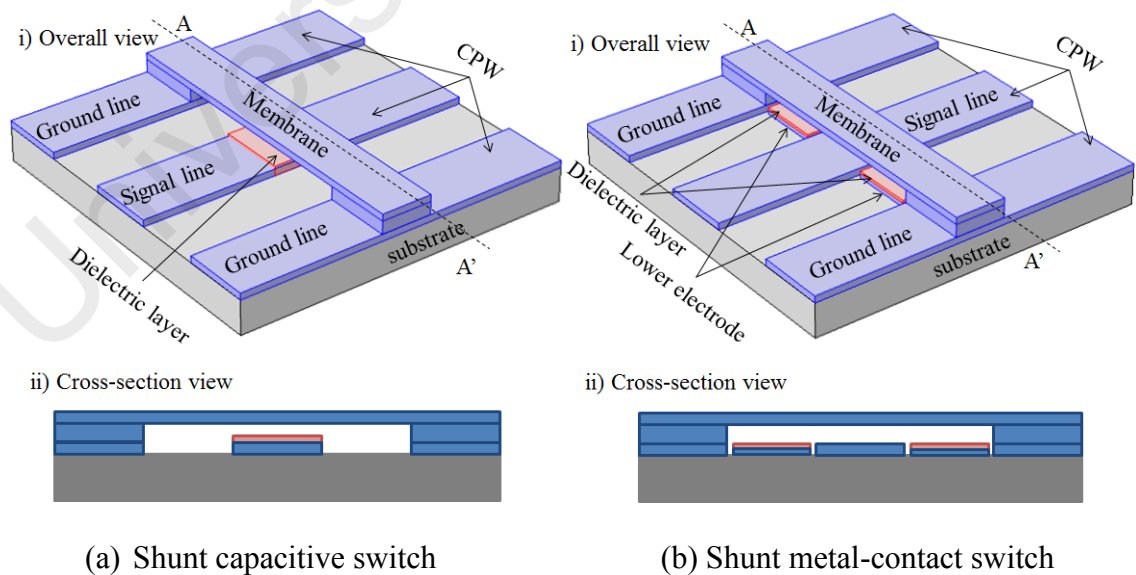 i) Overall view
A
CPW
Membrane
Ground line
Signal line
Ground line
substrate
A'
Dielectric layer
ii) Cross-section view
(a) Shunt capacitive switch
i) Overall view
A
CPW
Membrane
Ground line
Signal line
Dielectric layer
Lower electrode
Ground line
substrate
A'
ii) Cross-section view
(b) Shunt metal-contact switch
Univers